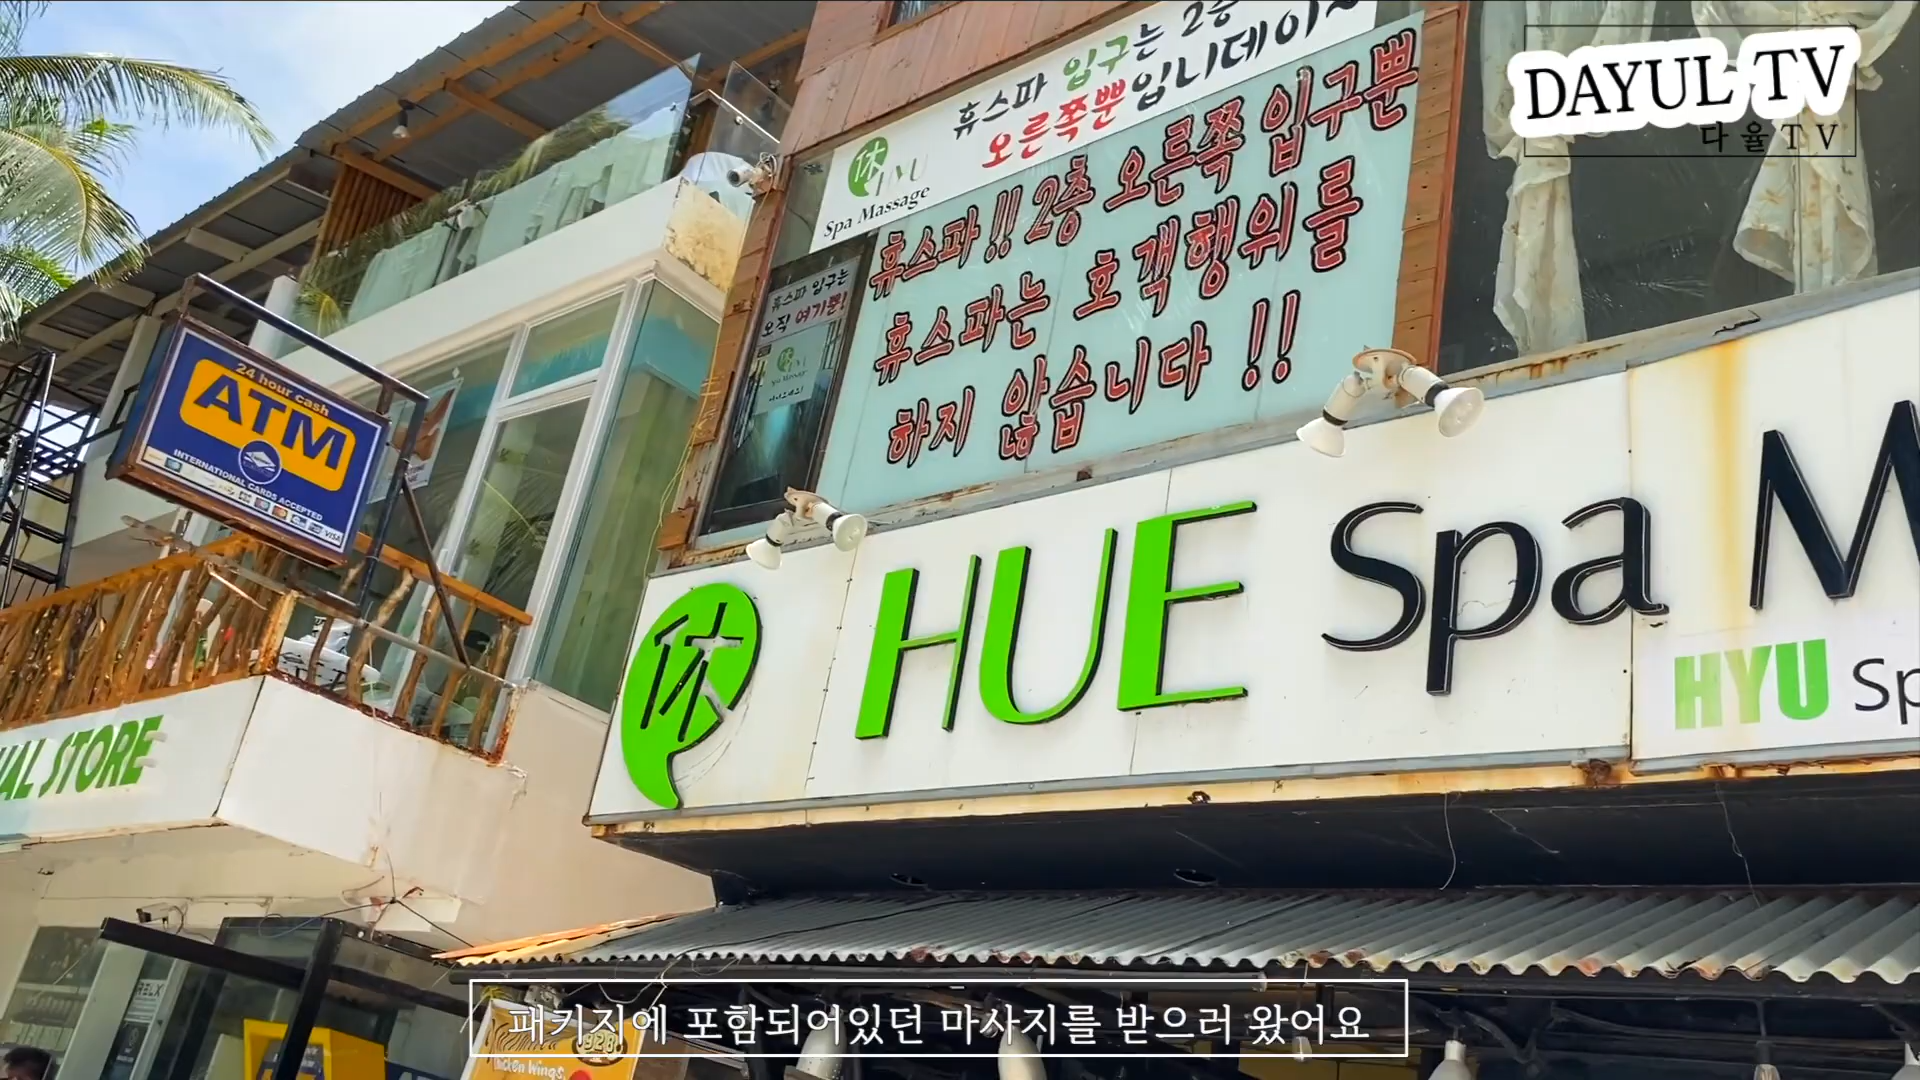 DAYUL TV
다율TV
휴스파 입구는 2층
오른쪽뿐입니데이~
休
HYU
Spa Massage
휴스파!! 2층 오른쪽 입구뿐
휴스파는 호객행위를
하지 않습니다 !!
휴스파 입구는
오직 여기뿐!
24 hour cash
ATM
INTERNATIONAL CARDS ACCEPTED
VISA
休 HUE Spa M
HYU Sp
AL STORE
RELX
패키지에 포함되어있던 마사지를 받으러 왔어요